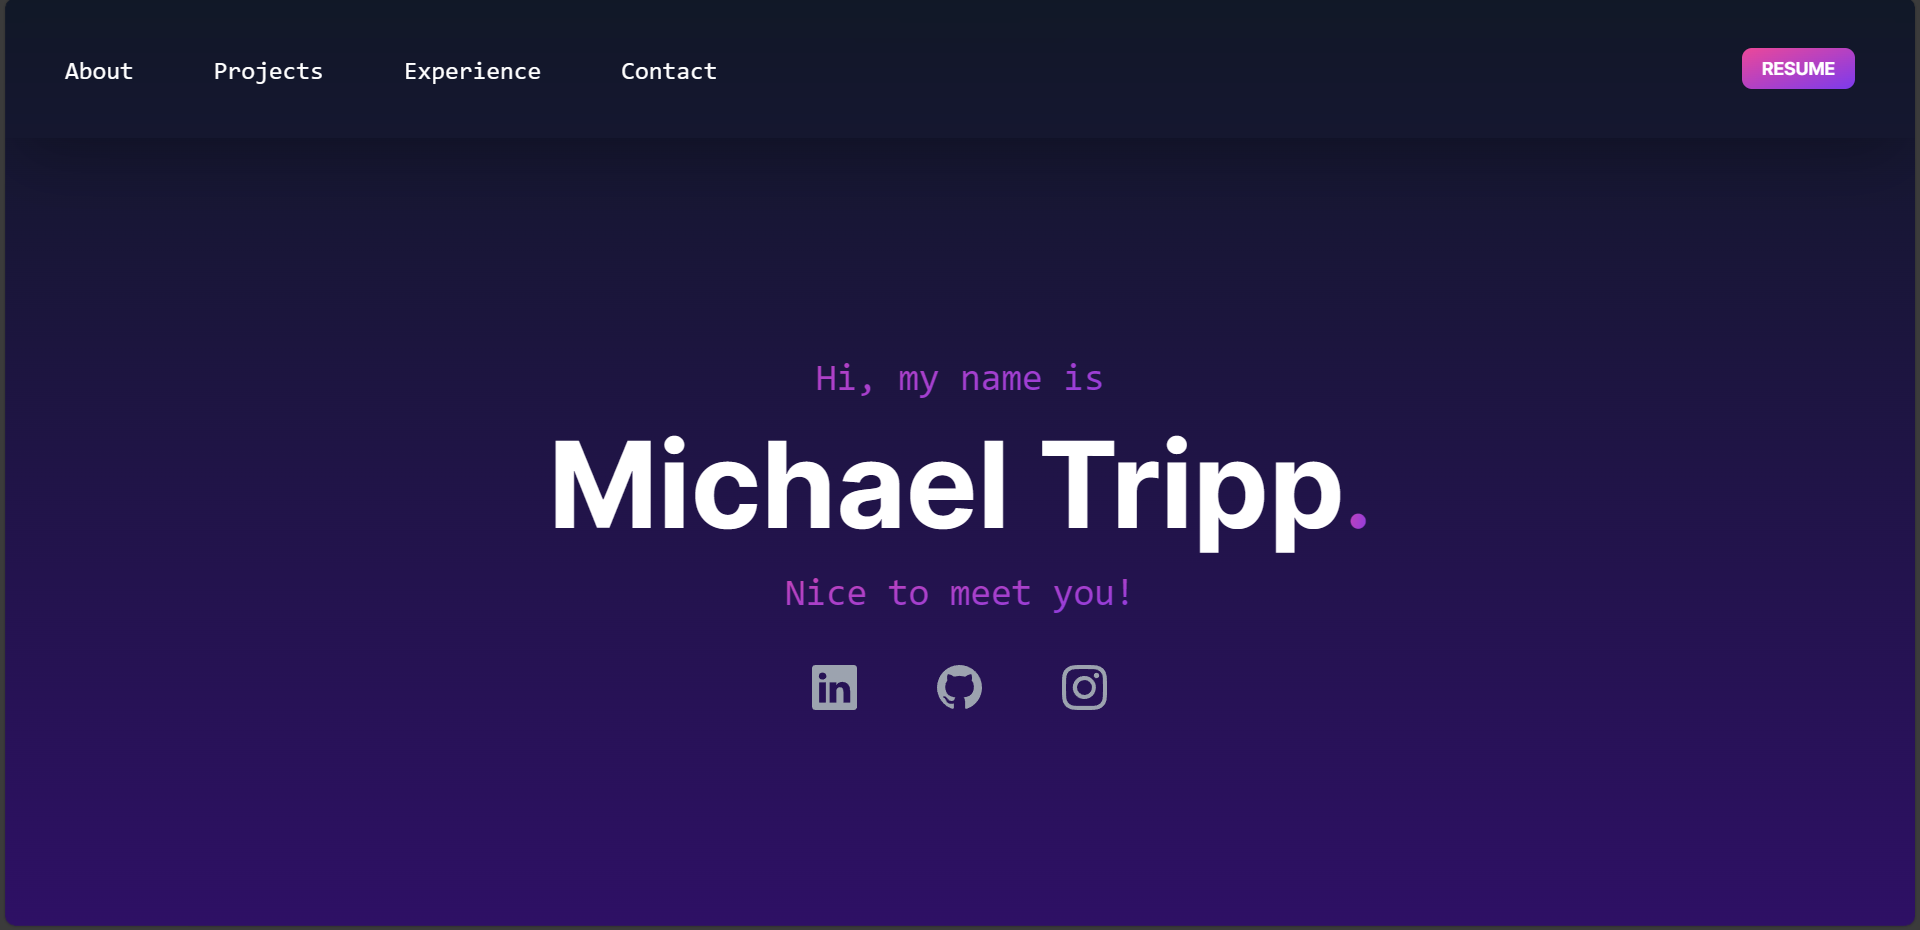 About Projects Experience Contact RESUME
Hi, my name is
Michael Tripp.
Nice to meet you!
in